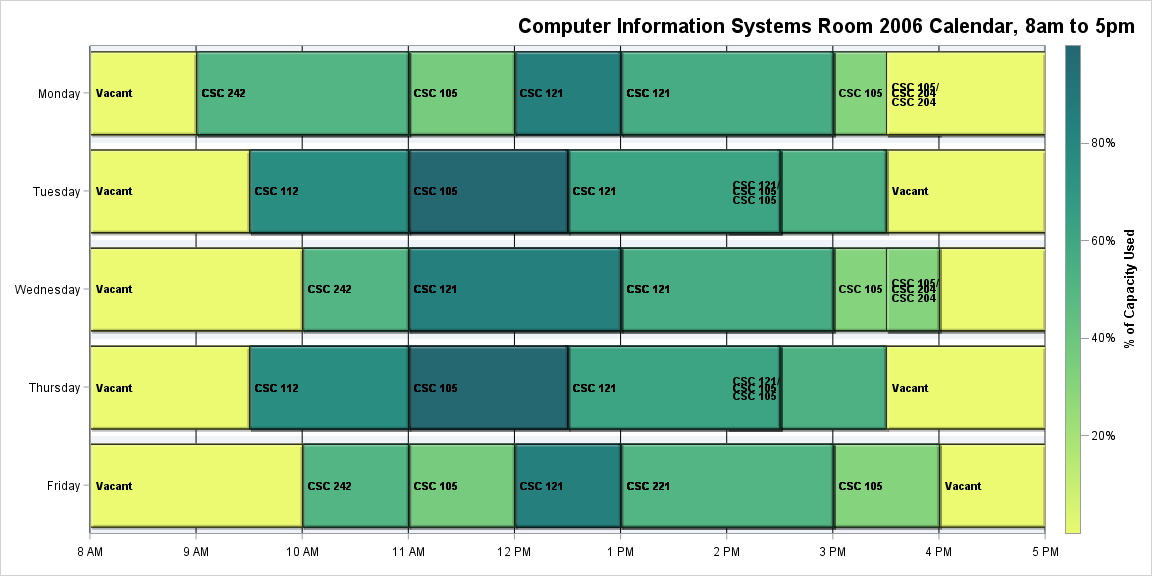 Computer Information Systems Room 2006 Calendar, 8am to 5pm
Monday
Vacant
CSC 242
CSC 105
CSC 121
CSC 121
CSC 105
CSC 105/
CSC 204
CSC 204
Tuesday
Vacant
CSC 112
CSC 105
CSC 121
CSC 121/
CSC 105
CSC 105
Vacant
Wednesday
Vacant
CSC 242
CSC 121
CSC 121
CSC 105
CSC 105/
CSC 204
CSC 204
Thursday
Vacant
CSC 112
CSC 105
CSC 121
CSC 121/
CSC 105
CSC 105
Vacant
Friday
Vacant
CSC 242
CSC 105
CSC 121
CSC 221
CSC 105
Vacant
8 AM
9 AM
10 AM
11 AM
12 PM
1 PM
2 PM
3 PM
4 PM
5 PM
80%
60%
40%
20%
% of Capacity Used